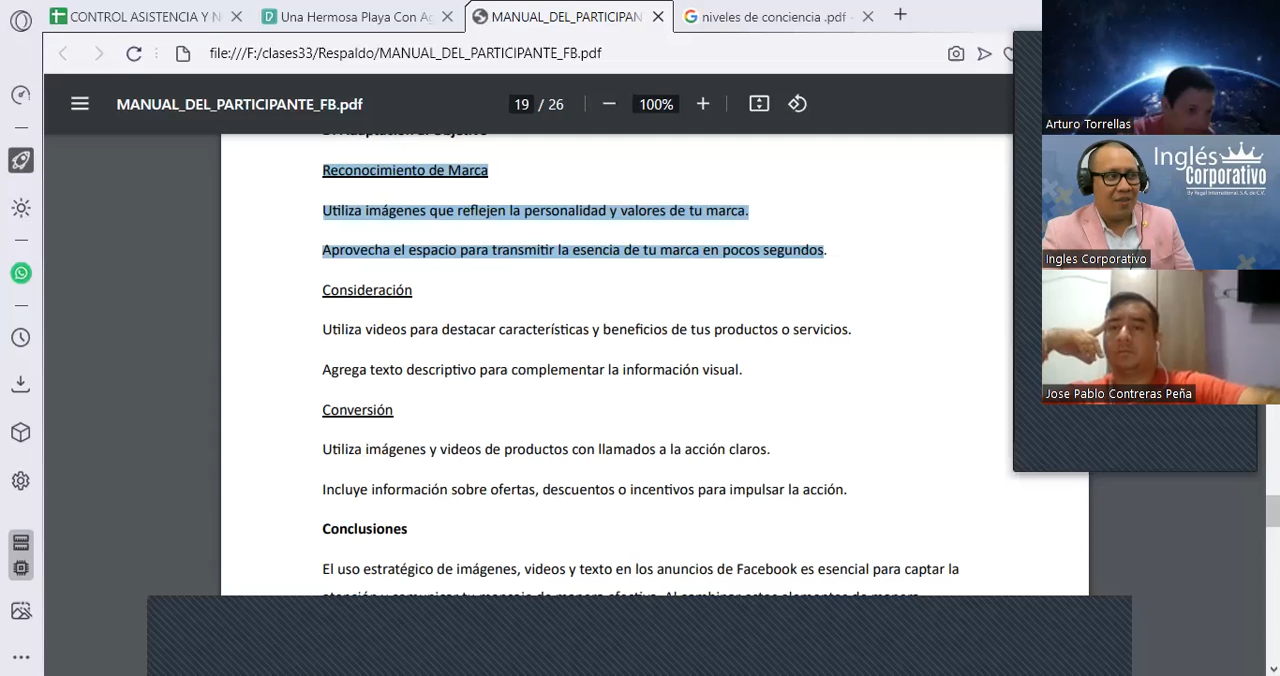 CONTROL ASISTENCIA Y N
Una Hermosa Playa Con Ag
MANUAL_DEL_PARTICIPAN
niveles de conciencia .pdf -
file:///F:/clases33/Respaldo/MANUAL_DEL_PARTICIPANTE_FB.pdf
MANUAL_DEL_PARTICIPANTE_FB.pdf
19 / 26
100%
Reconocimiento de Marca
Utiliza imágenes que reflejen la personalidad y valores de tu marca.
Aprovecha el espacio para transmitir la esencia de tu marca en pocos segundos.
Consideración
Utiliza videos para destacar características y beneficios de tus productos o servicios.
Agrega texto descriptivo para complementar la información visual.
Conversión
Utiliza imágenes y videos de productos con llamados a la acción claros.
Incluye información sobre ofertas, descuentos o incentivos para impulsar la acción.
Conclusiones
El uso estratégico de imágenes, videos y texto en los anuncios de Facebook es esencial para captar la
Arturo Torrellas
Inglés
Corporativo
By Regal International, S.A. de C.V.
Ingles Corporativo
Jose Pablo Contreras Peña